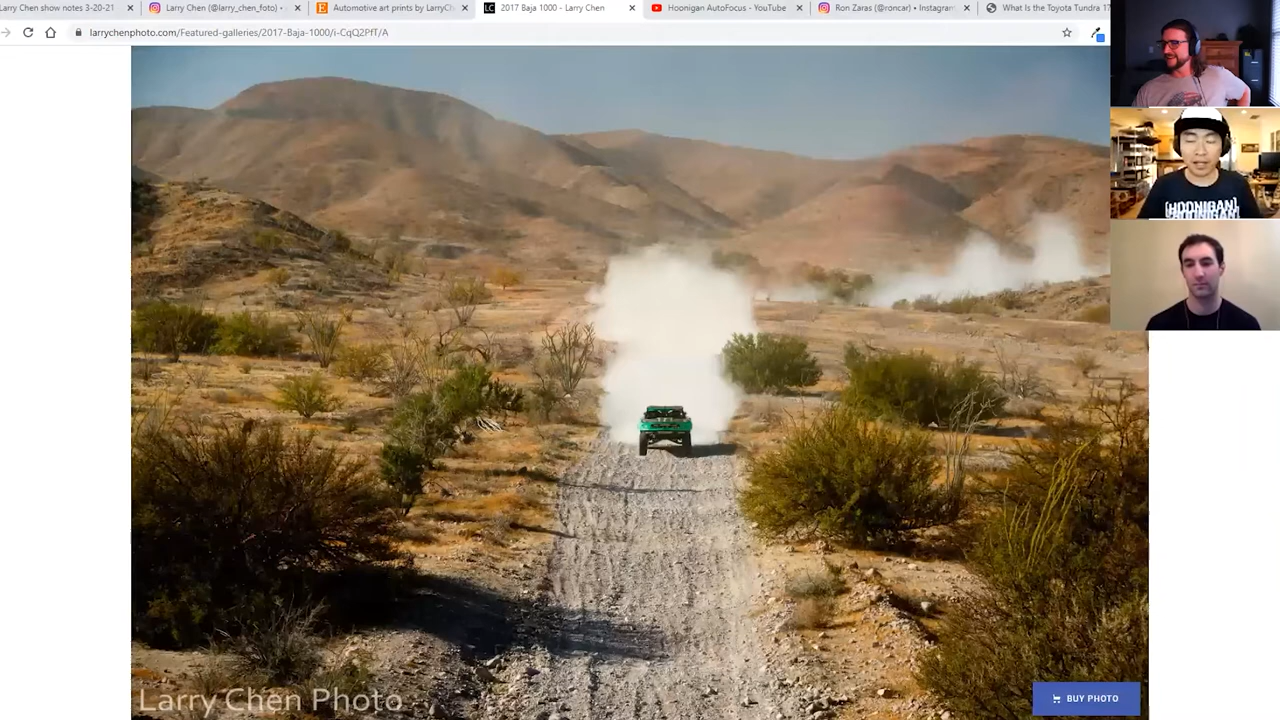 Larry Chen show notes 3-20-21
Larry Chen (@larry_chen_foto) •
Automotive art prints by LarryCh
2017 Baja 1000 - Larry Chen
Hoonigan AutoFocus - YouTube
Ron Zaras (@roncar) • Instagram
What Is the Toyota Tundra 1?
larrychenphoto.com/Featured-galleries/2017-Baja-1000/i-CqQ2PfT/A
[HOONIGAN]
HOONIGAN
Larry Chen Photo
BUY PHOTO